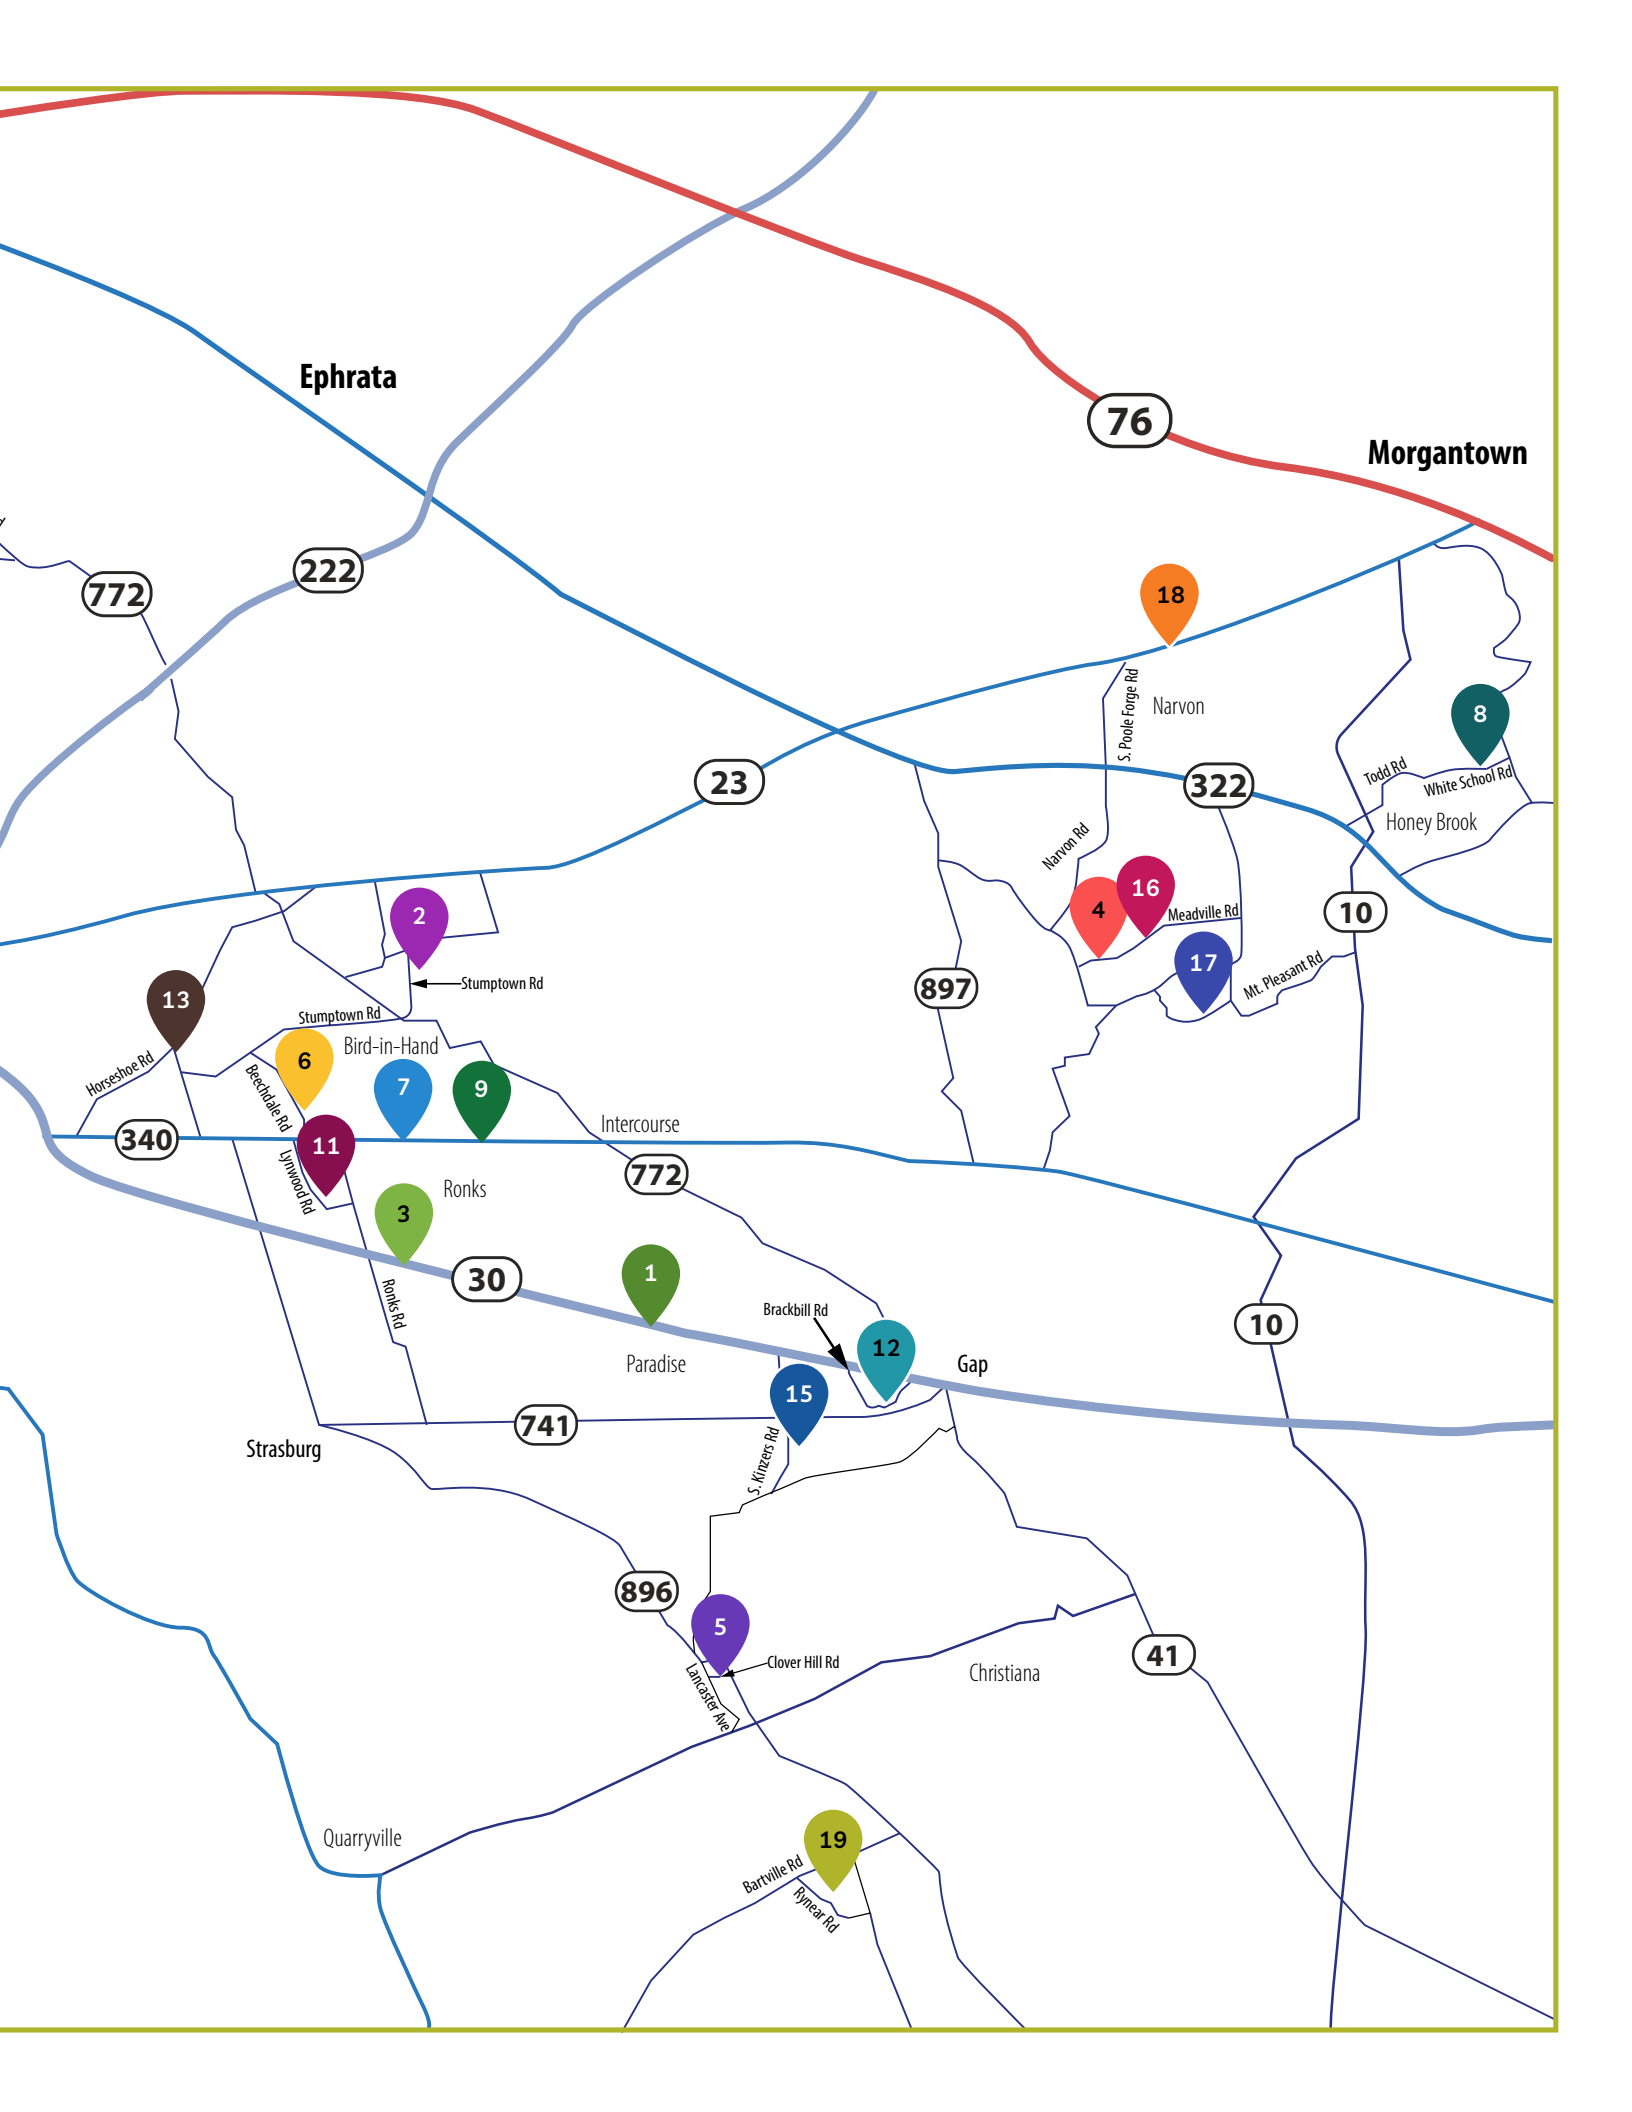 Ephrata
76
Morgantown
222
772
18
S. Poole Forge Rd
Narvon
8
23
322
Todd Rd
White School Rd
Honey Brook
Narvon Rd
16
4
2
Meadville Rd
10
17
Mt. Pleasant Rd
897
Stumptown Rd
13
Stumptown Rd
Bird-in-Hand
6
Horseshoe Rd
Beechdale Rd
7
9
Intercourse
340
11
772
Lynwood Rd
Ronks
3
30
1
Ronks Rd
Brackbill Rd
10
12
Paradise
Gap
15
741
Strasburg
S. Kinzers Rd
896
5
Clover Hill Rd
41
Christiana
Lancaster Ave
Quarryville
19
Bartville Rd
Rynear Rd